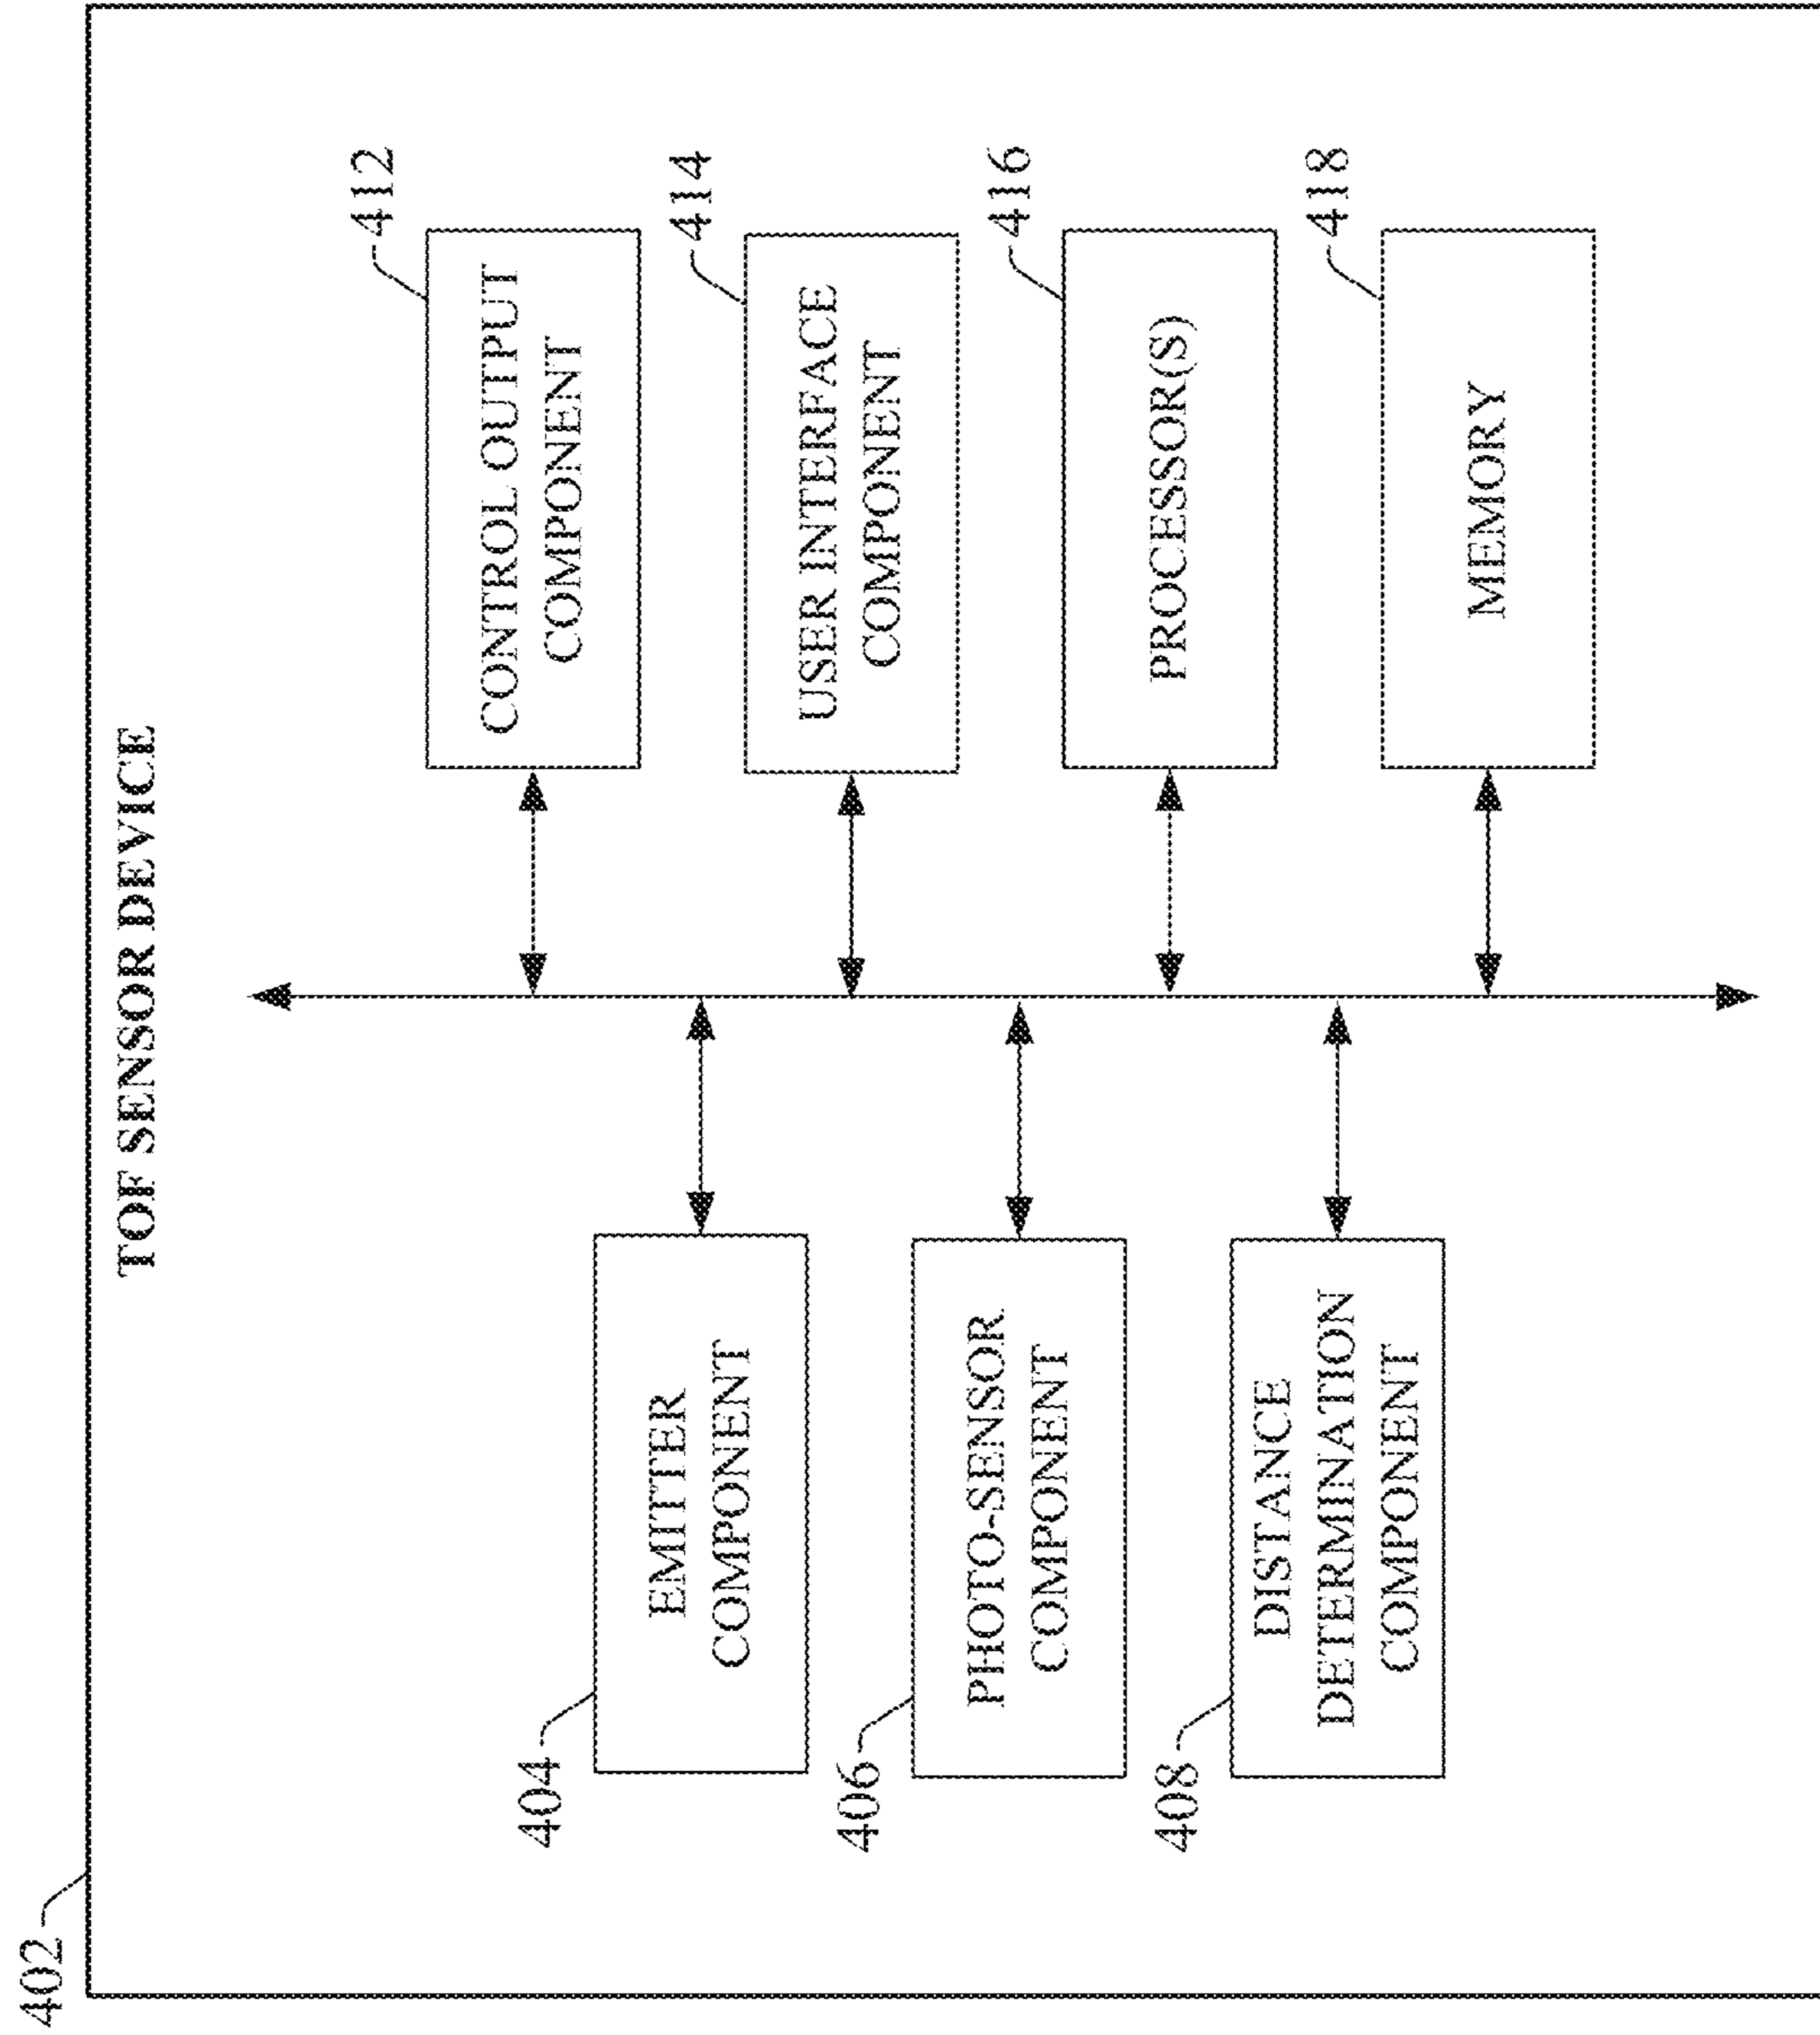 402
TOF SENSOR DEVICE
404
EMITTER
COMPONENT
406
PHOTO-SENSOR
COMPONENT
408
DISTANCE
DETERMINATION
COMPONENT
412
CONTROL OUTPUT
COMPONENT
414
USER INTERFACE
COMPONENT
416
PROCESSOR(S)
418
MEMORY